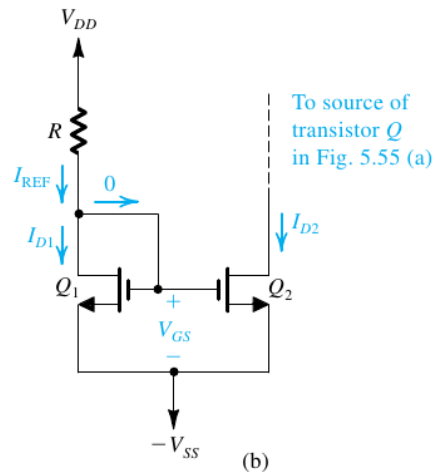 V_DD
R
To source of
transistor Q
in Fig. 5.55 (a)
I_REF
0
I_D1
I_D2
Q_1
Q_2
+
V_GS
−
−V_SS
(b)